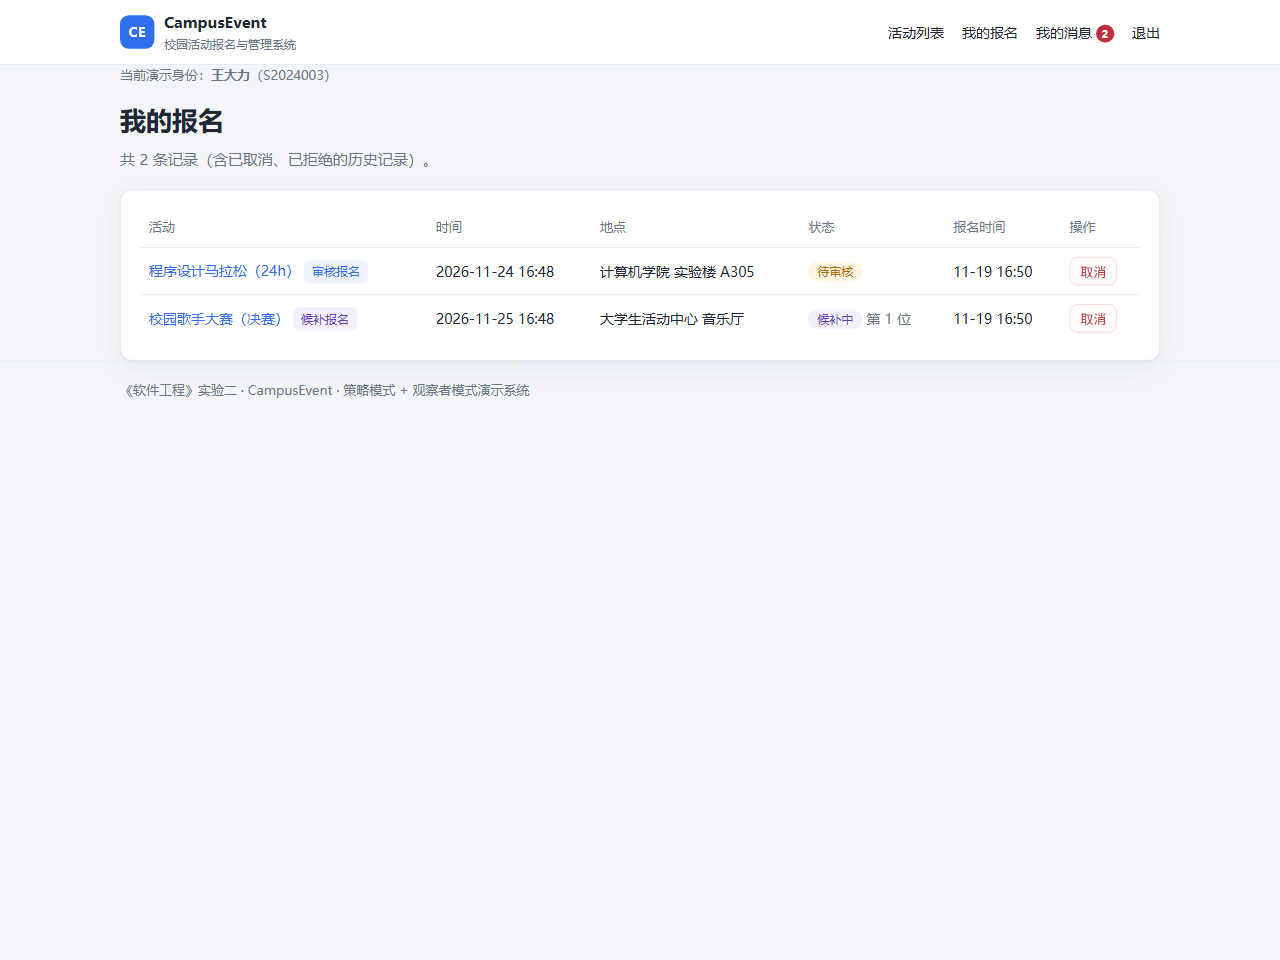 CE
CampusEvent
校园活动报名与管理系统
活动列表 我的报名 我的消息 2 退出
当前演示身份：王大力（S2024003）
我的报名
共 2 条记录（含已取消、已拒绝的历史记录）。
活动 时间 地点 状态 报名时间 操作
程序设计马拉松（24h） 审核报名 2026-11-24 16:48 计算机学院 实验楼 A305 待审核 11-19 16:50 取消
校园歌手大赛（决赛） 候补报名 2026-11-25 16:48 大学生活动中心 音乐厅 候补中 第 1 位 11-19 16:50 取消
《软件工程》实验二 · CampusEvent · 策略模式 + 观察者模式演示系统